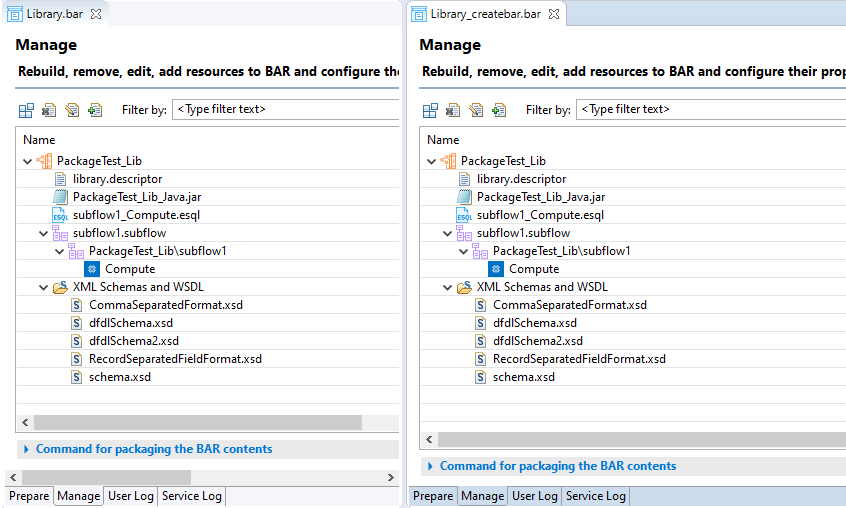 Library.bar
Manage
Rebuild, remove, edit, add resources to BAR and configure the
Filter by: <Type filter text>
Name
PackageTest_Lib
library.descriptor
PackageTest_Lib_Java.jar
ESQL subflow1_Compute.esql
subflow1.subflow
PackageTest_Lib\subflow1
Compute
XML Schemas and WSDL
S CommaSeparatedFormat.xsd
S dfdlSchema.xsd
S dfdlSchema2.xsd
S RecordSeparatedFieldFormat.xsd
S schema.xsd
Command for packaging the BAR contents
Prepare Manage User Log Service Log
Library_createbar.bar
Manage
Rebuild, remove, edit, add resources to BAR and configure their prop
Filter by: <Type filter text>
Name
PackageTest_Lib
library.descriptor
PackageTest_Lib_Java.jar
ESQL subflow1_Compute.esql
subflow1.subflow
PackageTest_Lib\subflow1
Compute
XML Schemas and WSDL
S CommaSeparatedFormat.xsd
S dfdlSchema.xsd
S dfdlSchema2.xsd
S RecordSeparatedFieldFormat.xsd
S schema.xsd
Command for packaging the BAR contents
Prepare Manage User Log Service Log